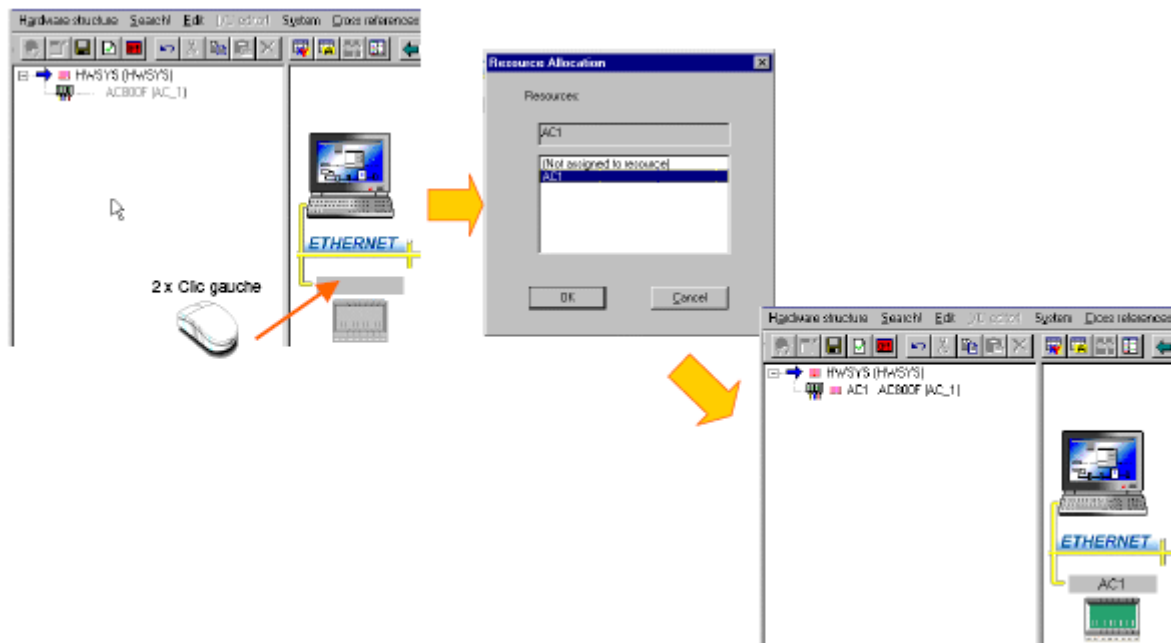 Hardware structure Search! Edit I/O editor! System Cross references
HWSYS (HWSYS)
AC800F (AC_1)
ETHERNET
2 x Clic gauche
Resource Allocation
Resources:
AC1
(Not assigned to resource)
AC1
OK Cancel
Hardware structure Search! Edit I/O editor! System Cross references
HWSYS (HWSYS)
AC1 AC800F (AC_1)
ETHERNET
AC1